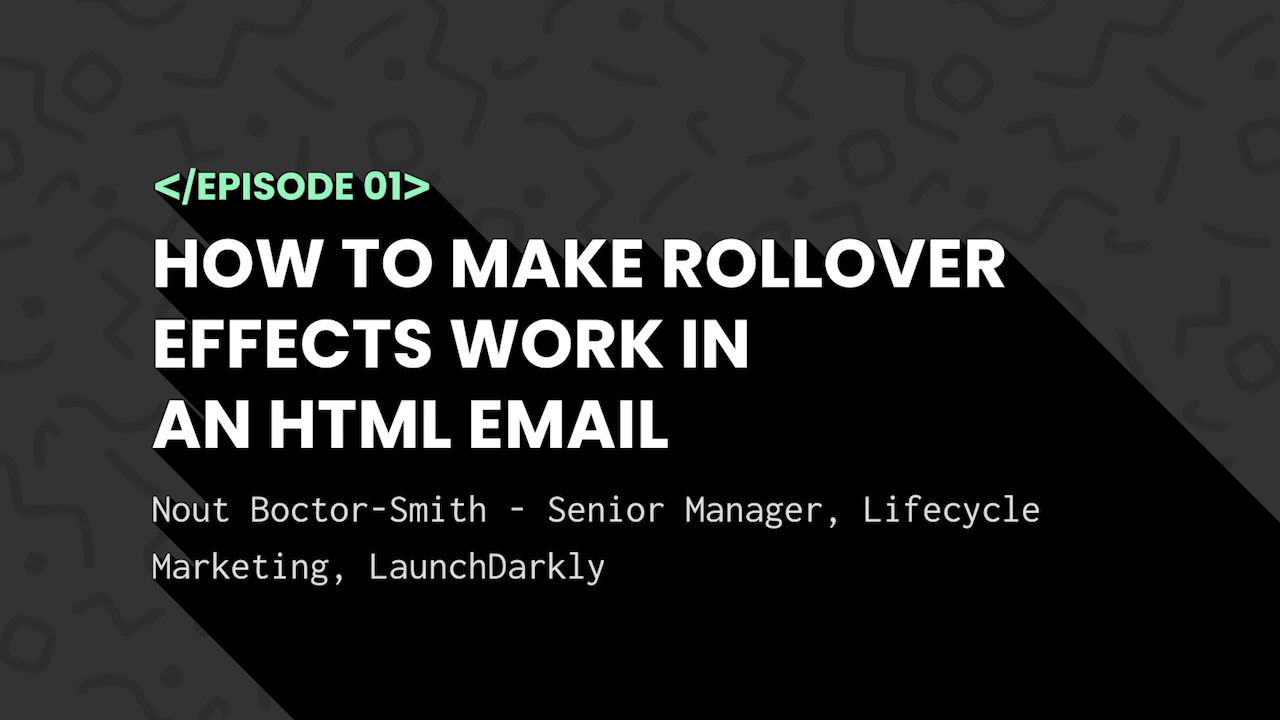 </EPISODE 01>
HOW TO MAKE ROLLOVER
EFFECTS WORK IN
AN HTML EMAIL
Nout Boctor-Smith - Senior Manager, Lifecycle
Marketing, LaunchDarkly